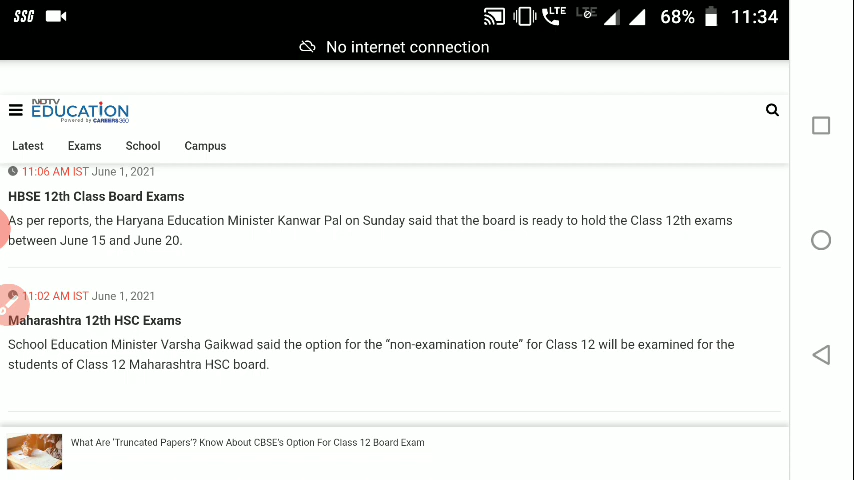 SSG
LTE
LTE
68%
11:34
No internet connection
NDTV
EDUCATION
Powered by CAREERS360
Latest
Exams
School
Campus
11:06 AM IST June 1, 2021
HBSE 12th Class Board Exams
As per reports, the Haryana Education Minister Kanwar Pal on Sunday said that the board is ready to hold the Class 12th exams
between June 15 and June 20.
11:02 AM IST June 1, 2021
Maharashtra 12th HSC Exams
School Education Minister Varsha Gaikwad said the option for the “non-examination route” for Class 12 will be examined for the
students of Class 12 Maharashtra HSC board.
What Are 'Truncated Papers'? Know About CBSE's Option For Class 12 Board Exam